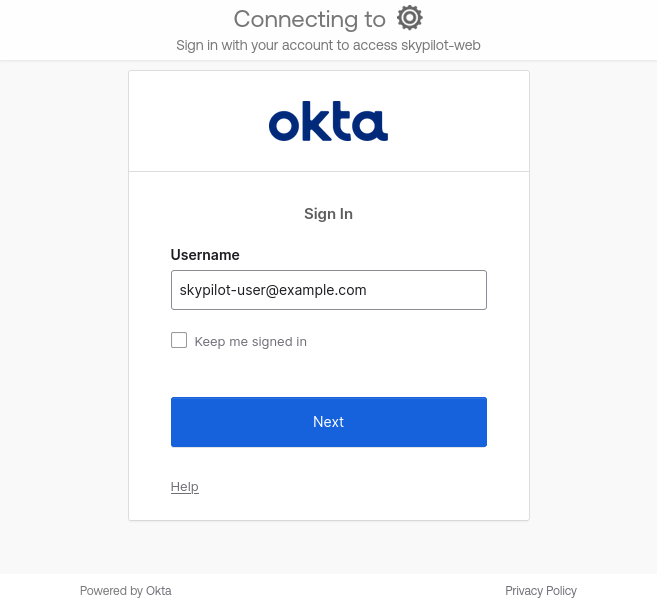 Connecting to
Sign in with your account to access skypilot-web
okta
Sign In
Username
skypilot-user@example.com
Keep me signed in
Next
Help
Powered by Okta
Privacy Policy